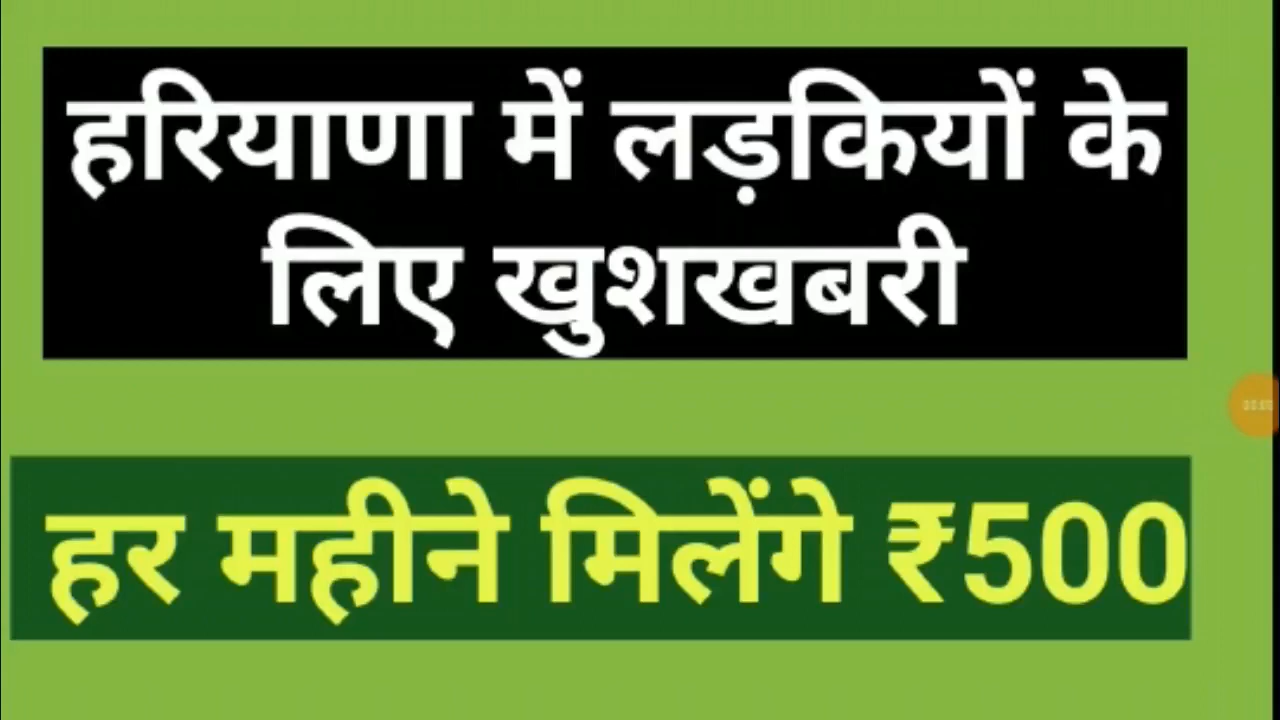 हरियाणा में लड़कियों के
लिए खुशखबरी
हर महीने मिलेंगे ₹500